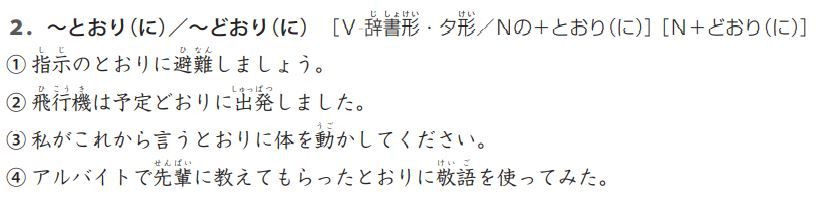 2．～とおり（に）／～どおり（に）　［V-辞書形・タ形／Nの＋とおり（に）］［N＋どおり（に）］
①指示のとおりに避難しましょう。
②飛行機は予定どおりに出発しました。
③私がこれから言うとおりに体を動かしてください。
④アルバイトで先輩に教えてもらったとおりに敬語を使ってみた。